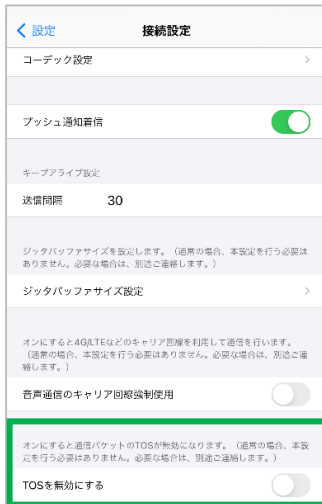 設定
接続設定
コーデック設定
プッシュ通知着信
キープアライブ設定
送信間隔 30
ジッタバッファサイズを設定します。（通常の場合、本設定を行う必要は
ありません。必要な場合は、別途ご連絡します。）
ジッタバッファサイズ設定
オンにすると4G/LTEなどのキャリア回線を利用して通信を行います。
（通常の場合、本設定を行う必要はありません。必要な場合は、別途ご連
絡します。）
音声通信のキャリア回線強制使用
オンにすると通信パケットのTOSが無効になります。（通常の場合、本設
定を行う必要はありません。必要な場合は、別途ご連絡します。）
TOSを無効にする